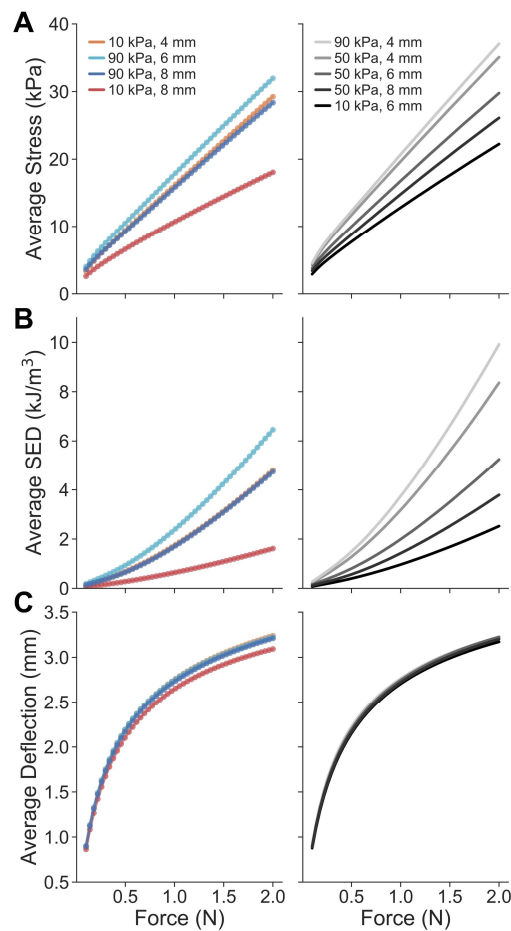 A
Average Stress (kPa)
40
30
20
10
0
10 kPa, 4 mm
90 kPa, 6 mm
90 kPa, 8 mm
10 kPa, 8 mm
90 kPa, 4 mm
50 kPa, 4 mm
50 kPa, 6 mm
50 kPa, 8 mm
10 kPa, 6 mm
B
Average SED (kJ/m³)
10
8
6
4
2
0
C
Average Deflection (mm)
3.5
3.0
2.5
2.0
1.5
1.0
0.5
0.5 1.0 1.5 2.0
Force (N)
0.5 1.0 1.5 2.0
Force (N)